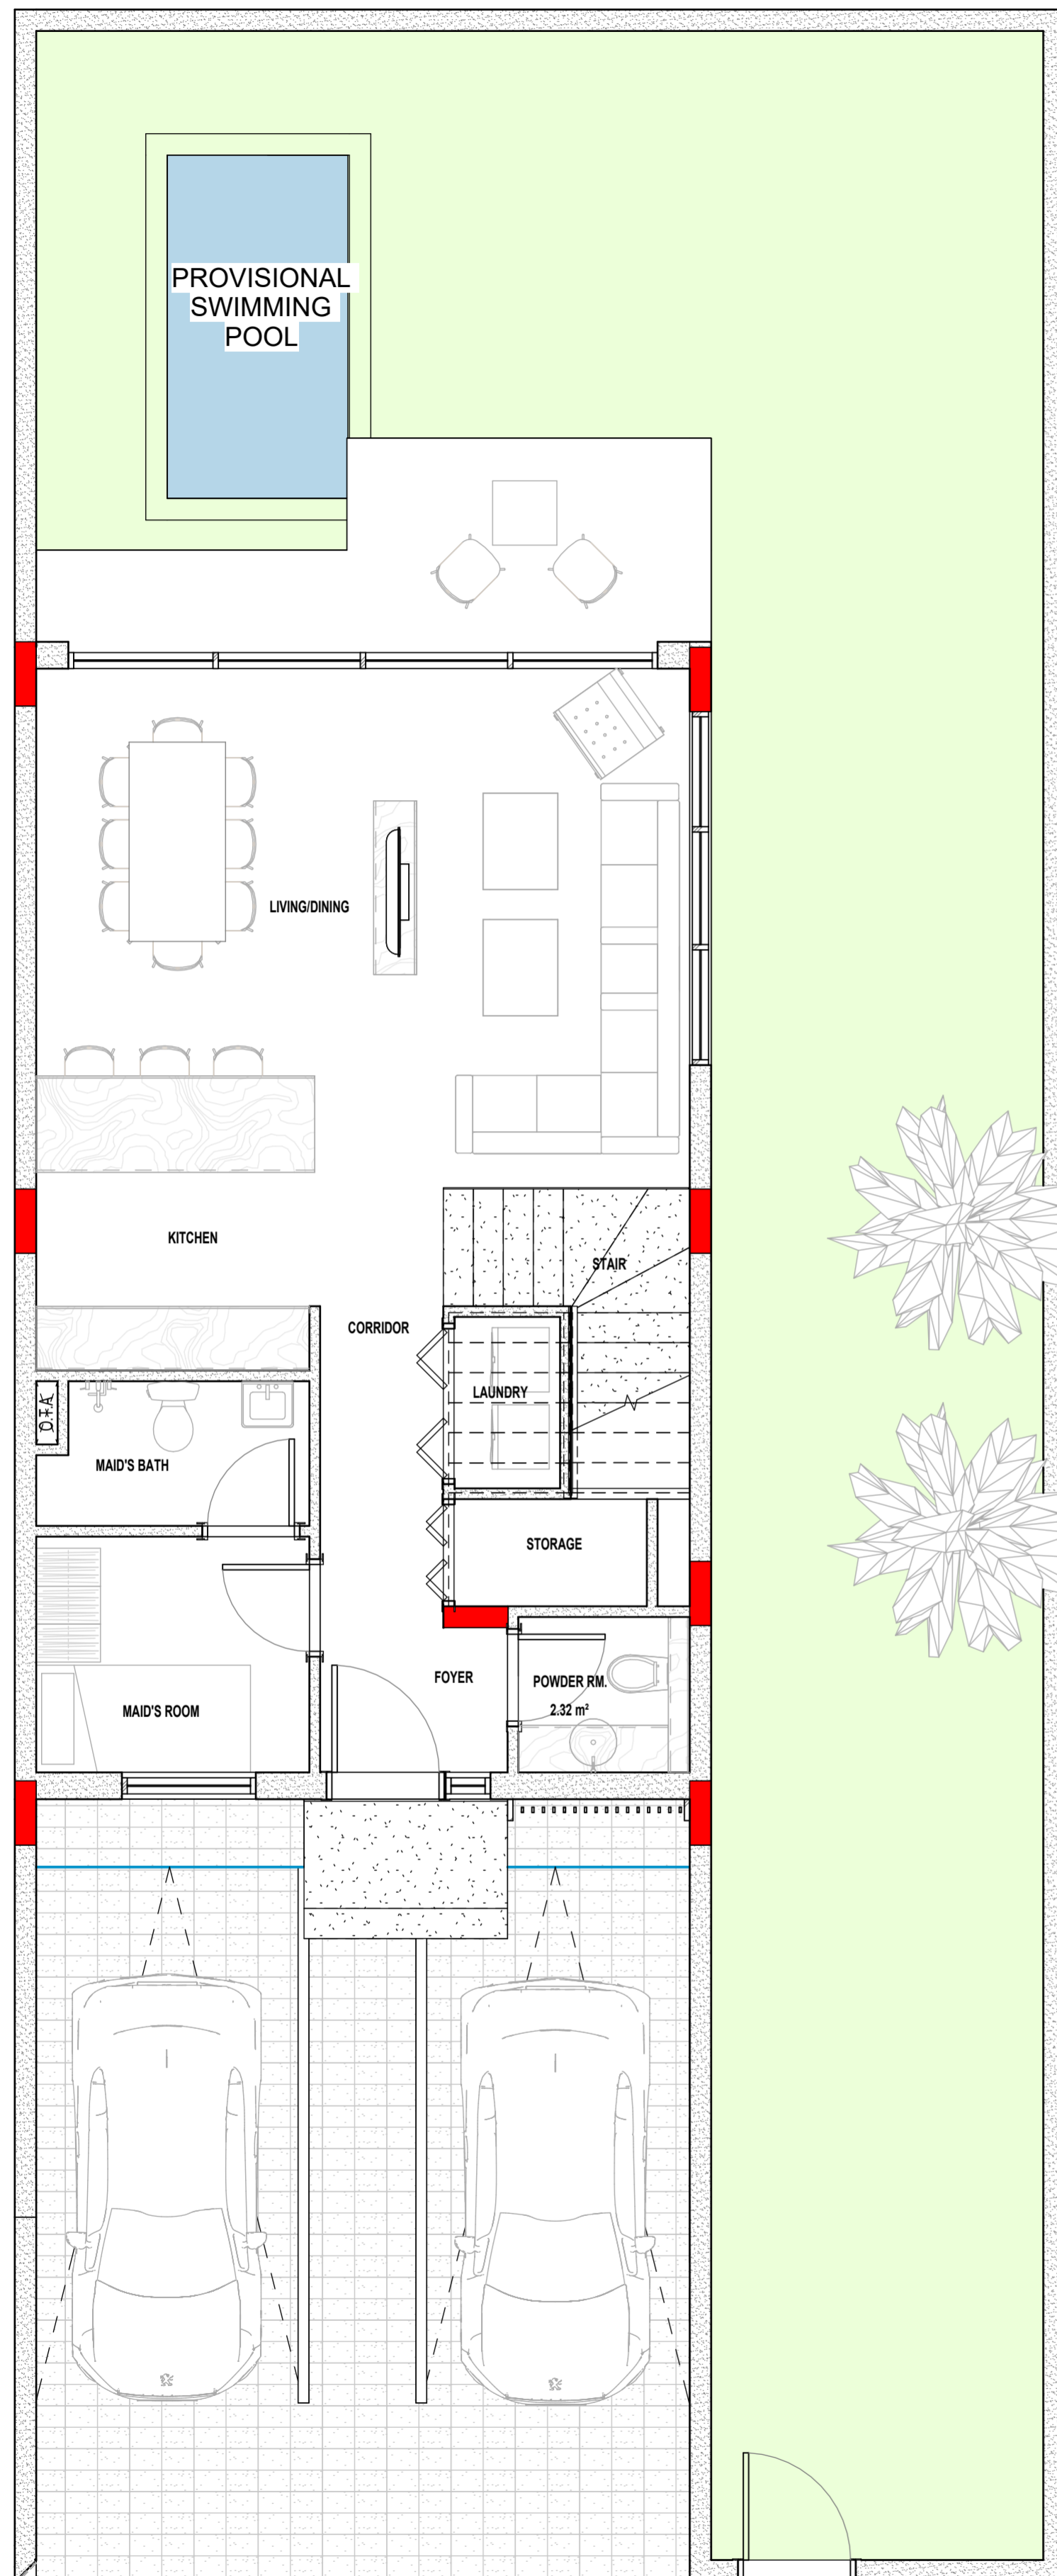 PROVISIONAL
SWIMMING
POOL
LIVING/DINING
KITCHEN
STAIR
CORRIDOR
LAUNDRY
O.T.A
MAID'S BATH
STORAGE
FOYER
POWDER RM.
2.32 m²
MAID'S ROOM